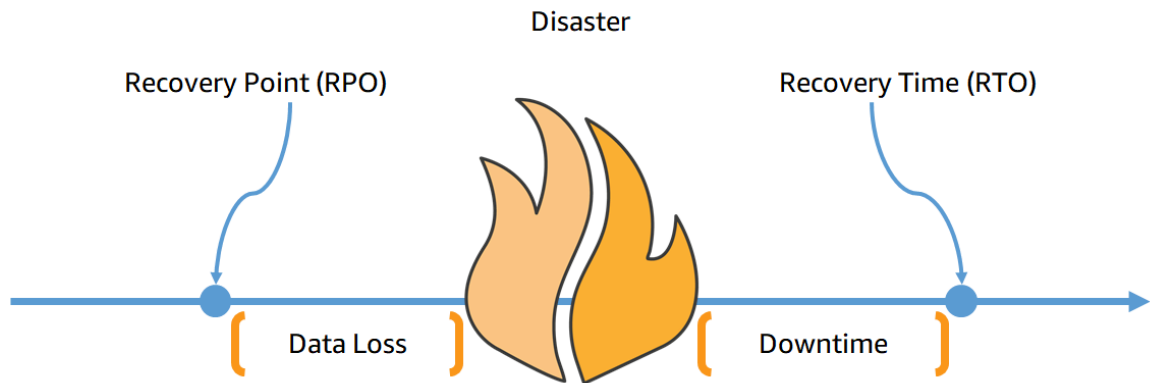 Disaster
Recovery Point (RPO)
Recovery Time (RTO)
Data Loss
Downtime